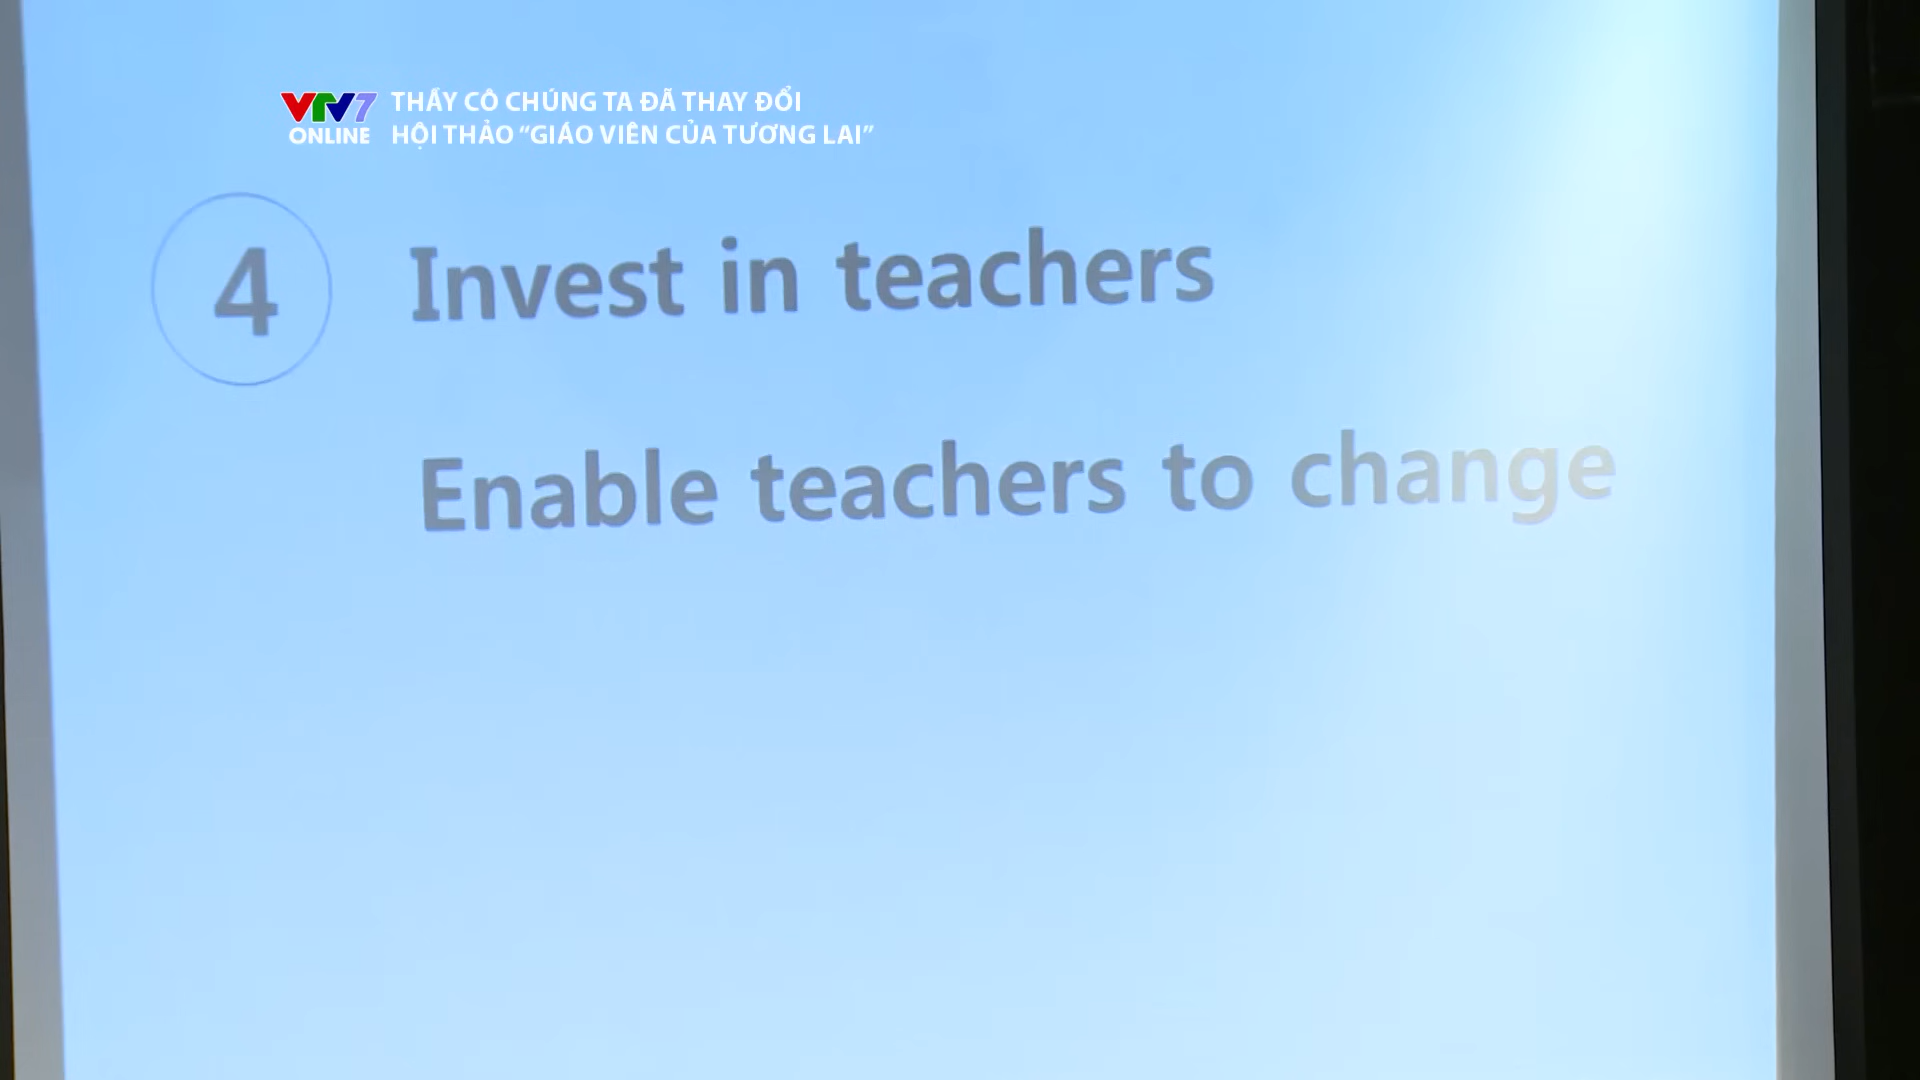 VTV7 THẦY CÔ CHÚNG TA ĐÃ THAY ĐỔI
ONLINE HỘI THẢO “GIÁO VIÊN CỦA TƯƠNG LAI”
4 Invest in teachers
Enable teachers to change